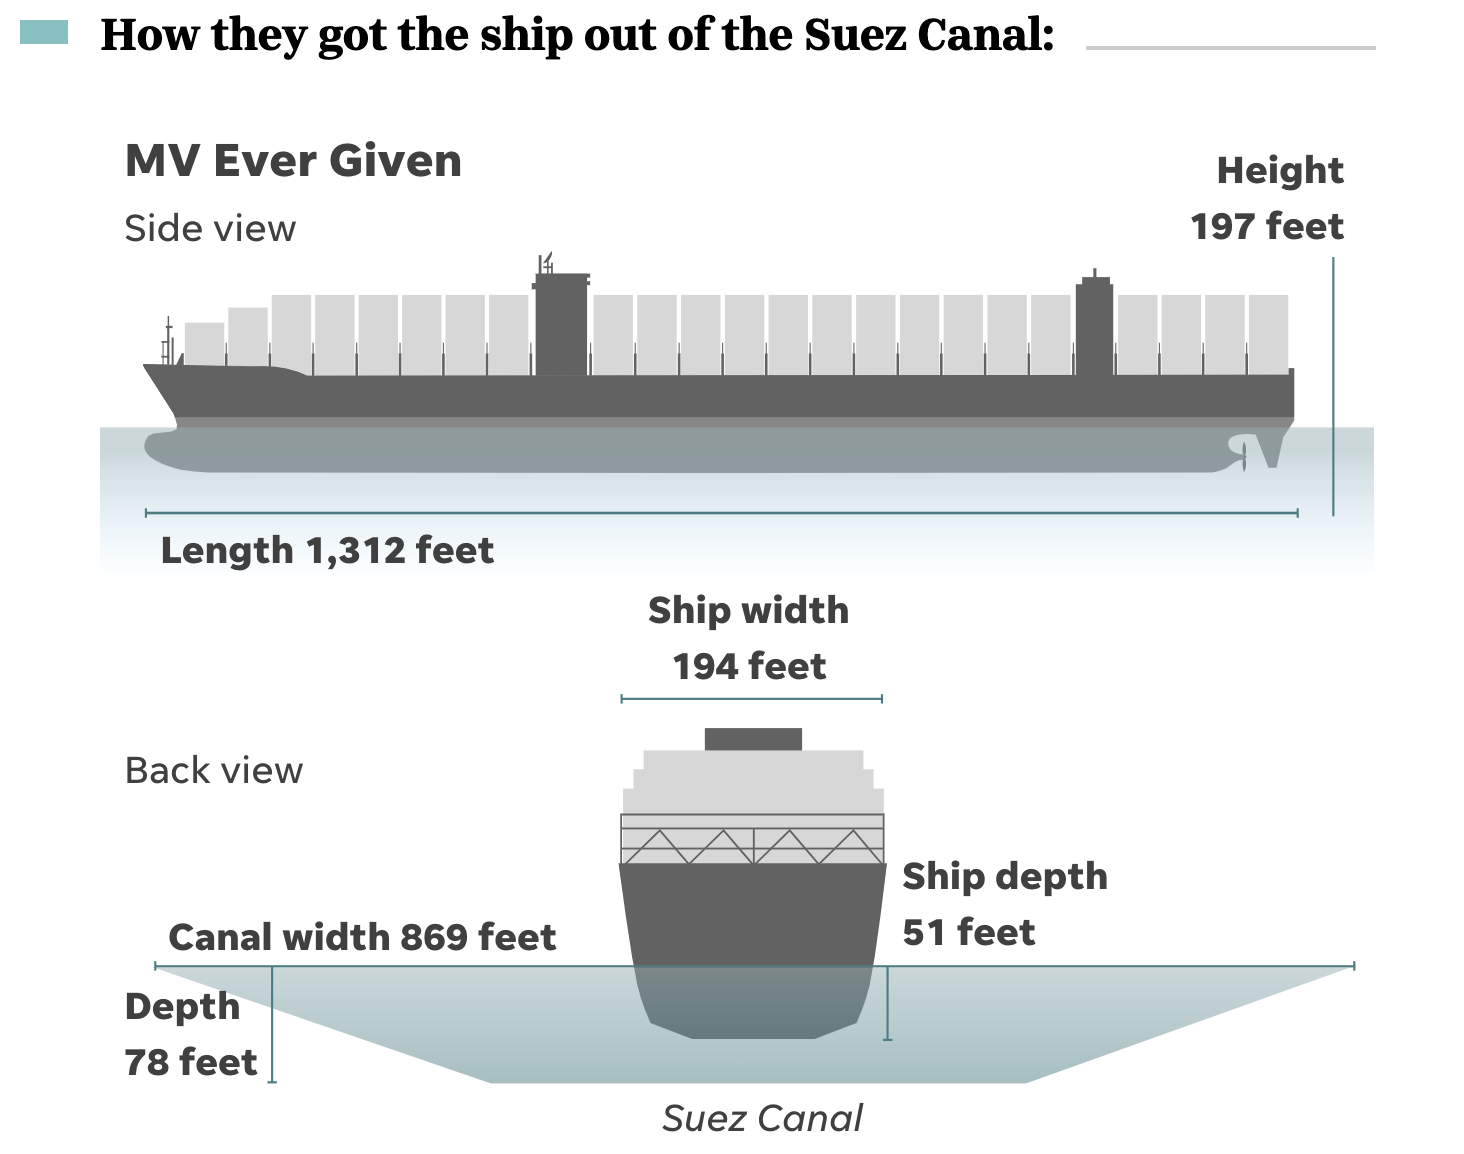 How they got the ship out of the Suez Canal:
MV Ever Given
Side view
Height
197 feet
Length 1,312 feet
Ship width
194 feet
Back view
Ship depth
51 feet
Canal width 869 feet
Depth
78 feet
Suez Canal